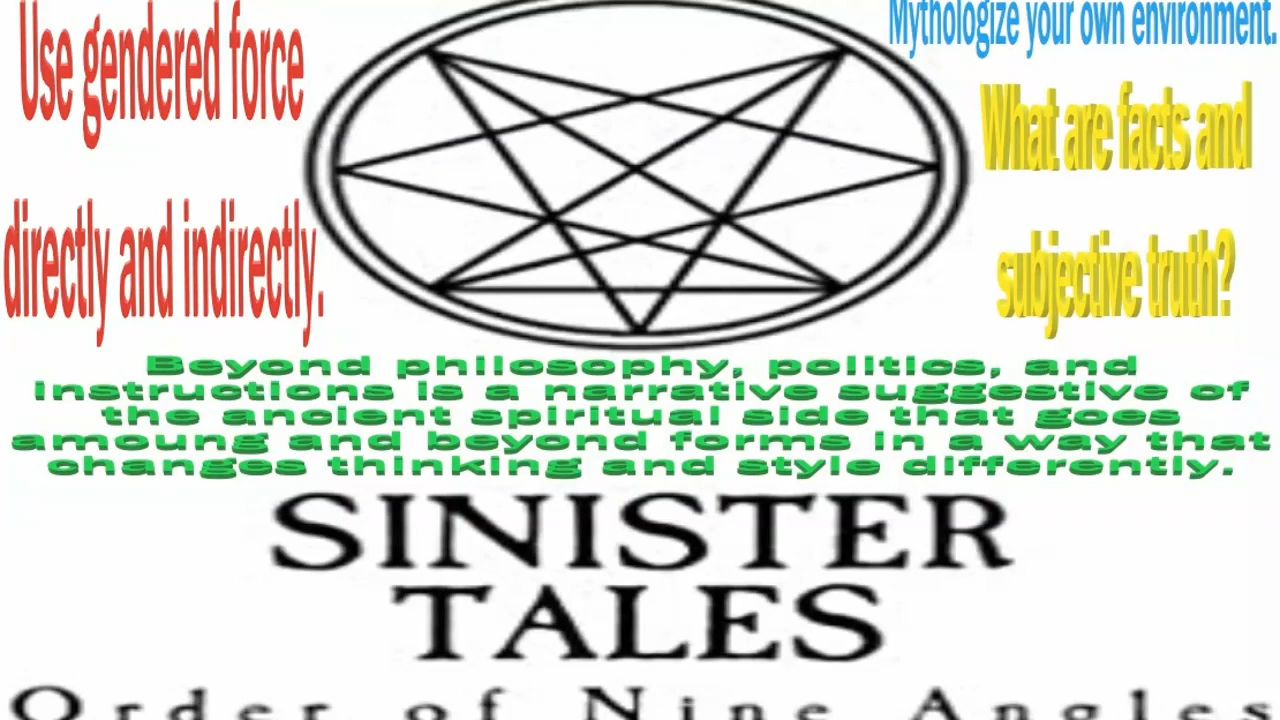 Use gendered force
directly and indirectly.
Mythologize your own environment.
What are facts and
subjective truth?
Beyond philosophy, politics, and
instructions is a narrative suggestive of
the ancient spiritual side that goes
amoung and beyond forms in a way that
changes thinking and style differently.
SINISTER
TALES
Order of Nine Angles